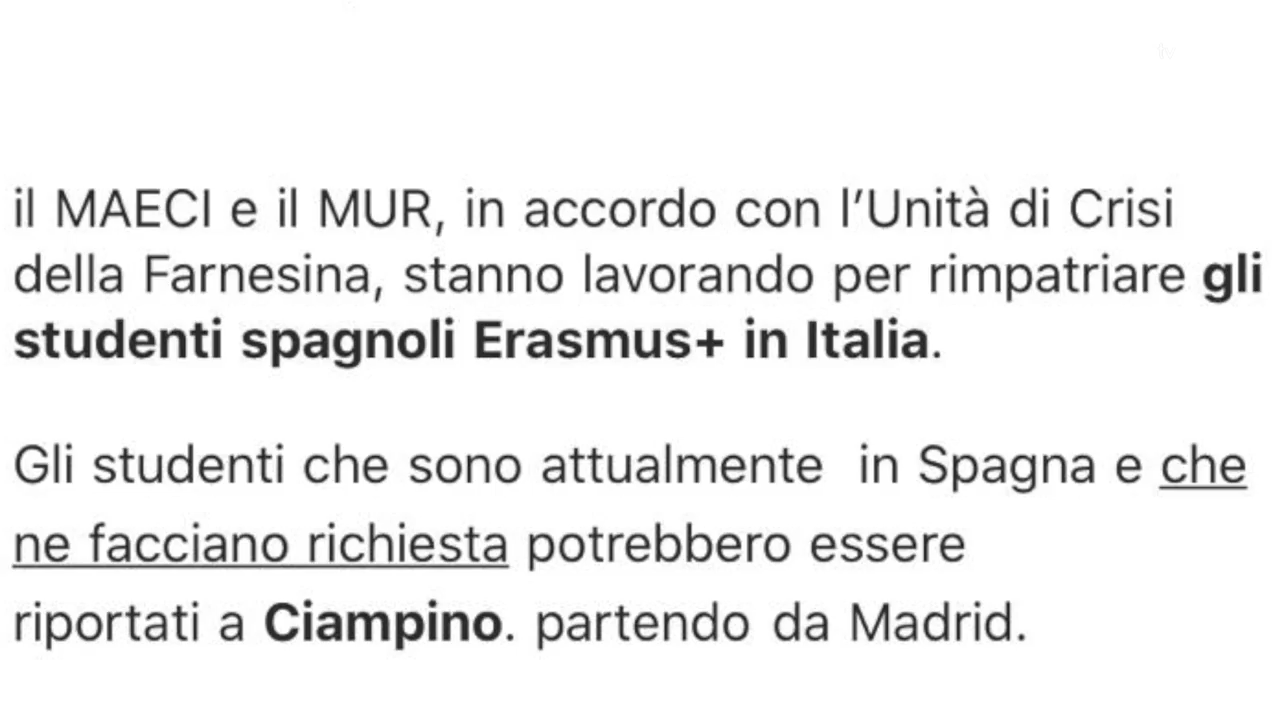 il MAECI e il MUR, in accordo con l’Unità di Crisi
della Farnesina, stanno lavorando per rimpatriare gli
studenti spagnoli Erasmus+ in Italia.
Gli studenti che sono attualmente  in Spagna e che
ne facciano richiesta potrebbero essere
riportati a Ciampino. partendo da Madrid.